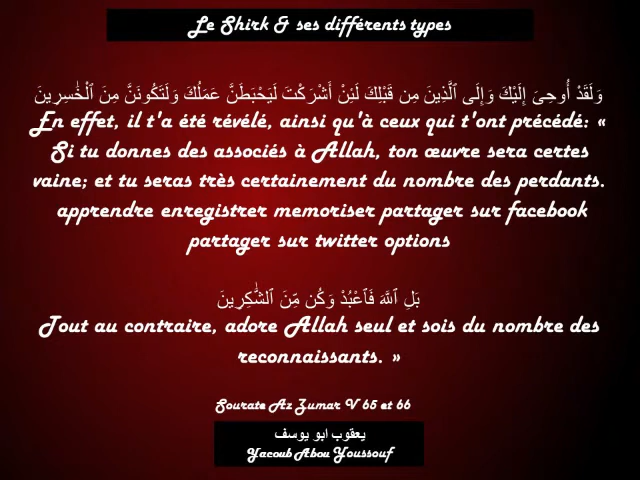 Le Shirk & ses différents types
وَلَقَدْ أُوحِىَ إِلَيْكَ وَإِلَى ٱلَّذِينَ مِن قَبْلِكَ لَئِنْ أَشْرَكْتَ لَيَحْبَطَنَّ عَمَلُكَ وَلَتَكُونَنَّ مِنَ ٱلْخَٰسِرِينَ
En effet, il t'a été révélé, ainsi qu'à ceux qui t'ont précédé: «
Si tu donnes des associés à Allah, ton œuvre sera certes
vaine; et tu seras très certainement du nombre des perdants.
apprendre enregistrer memoriser partager sur facebook
partager sur twitter options
بَلِ ٱللَّهَ فَٱعْبُدْ وَكُن مِّنَ ٱلشَّٰكِرِينَ
Tout au contraire, adore Allah seul et sois du nombre des
reconnaissants. »
Sourate Az Zumar V 65 et 66
يعقوب ابو يوسف
Yacoub Abou Youssouf